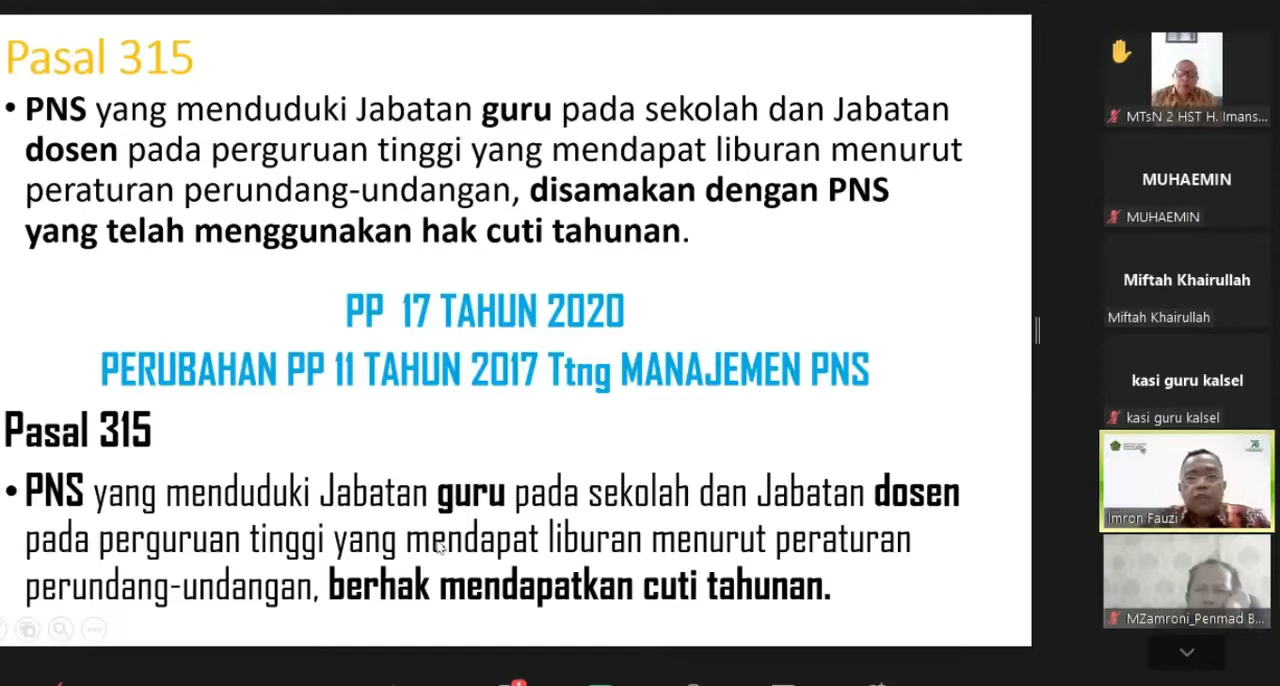 Pasal 315
• PNS yang menduduki Jabatan guru pada sekolah dan Jabatan
dosen pada perguruan tinggi yang mendapat liburan menurut
peraturan perundang-undangan, disamakan dengan PNS
yang telah menggunakan hak cuti tahunan.
PP 17 TAHUN 2020
PERUBAHAN PP 11 TAHUN 2017 Ttng MANAJEMEN PNS
Pasal 315
• PNS yang menduduki Jabatan guru pada sekolah dan Jabatan dosen
pada perguruan tinggi yang mendapat liburan menurut peraturan
perundang-undangan, berhak mendapatkan cuti tahunan.
MTsN 2 HST H. Imans...
MUHAEMIN
MUHAEMIN
Miftah Khairullah
Miftah Khairullah
kasi guru kalsel
kasi guru kalsel
Imron Fauzi
MZamroni_Penmad B...